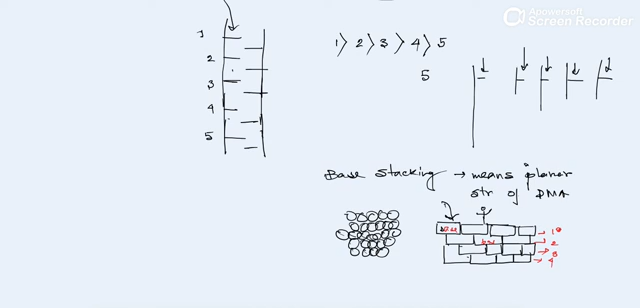 Apowersoft
Screen Recorder
1
2
3
4
5
1 > 2 > 3 > 4 > 5
5
Base stacking → means planer
str of DNA
1
2
3
4